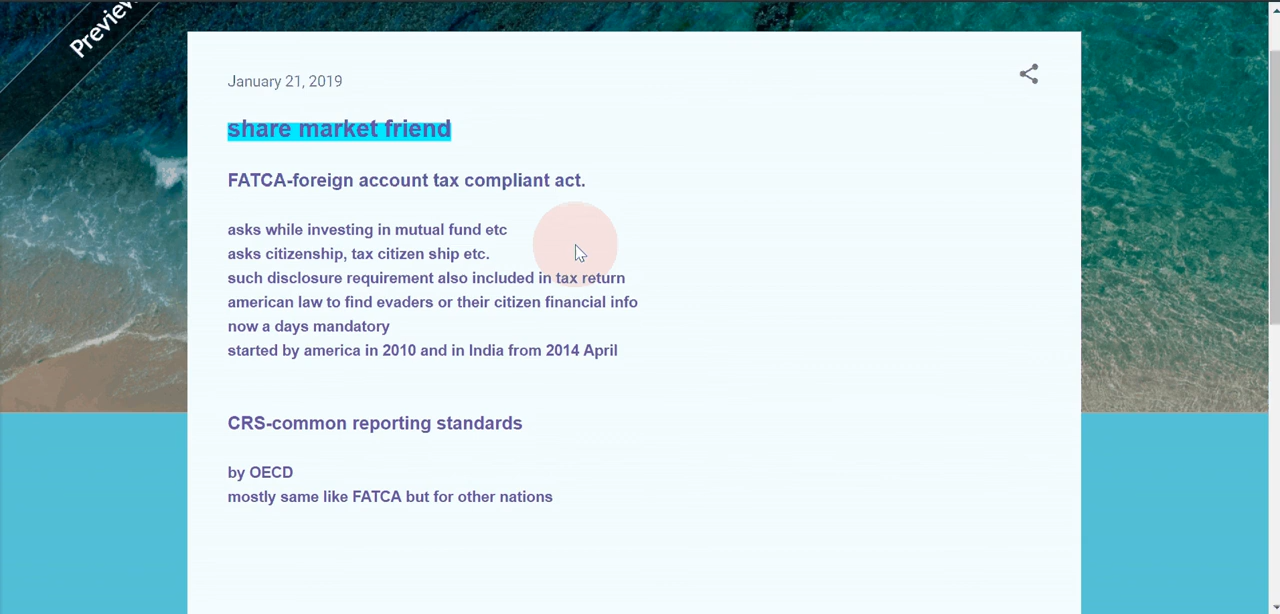 Preview
January 21, 2019
share market friend
FATCA-foreign account tax compliant act.
asks while investing in mutual fund etc
asks citizenship, tax citizen ship etc.
such disclosure requirement also included in tax return
american law to find evaders or their citizen financial info
now a days mandatory
started by america in 2010 and in India from 2014 April
CRS-common reporting standards
by OECD
mostly same like FATCA but for other nations